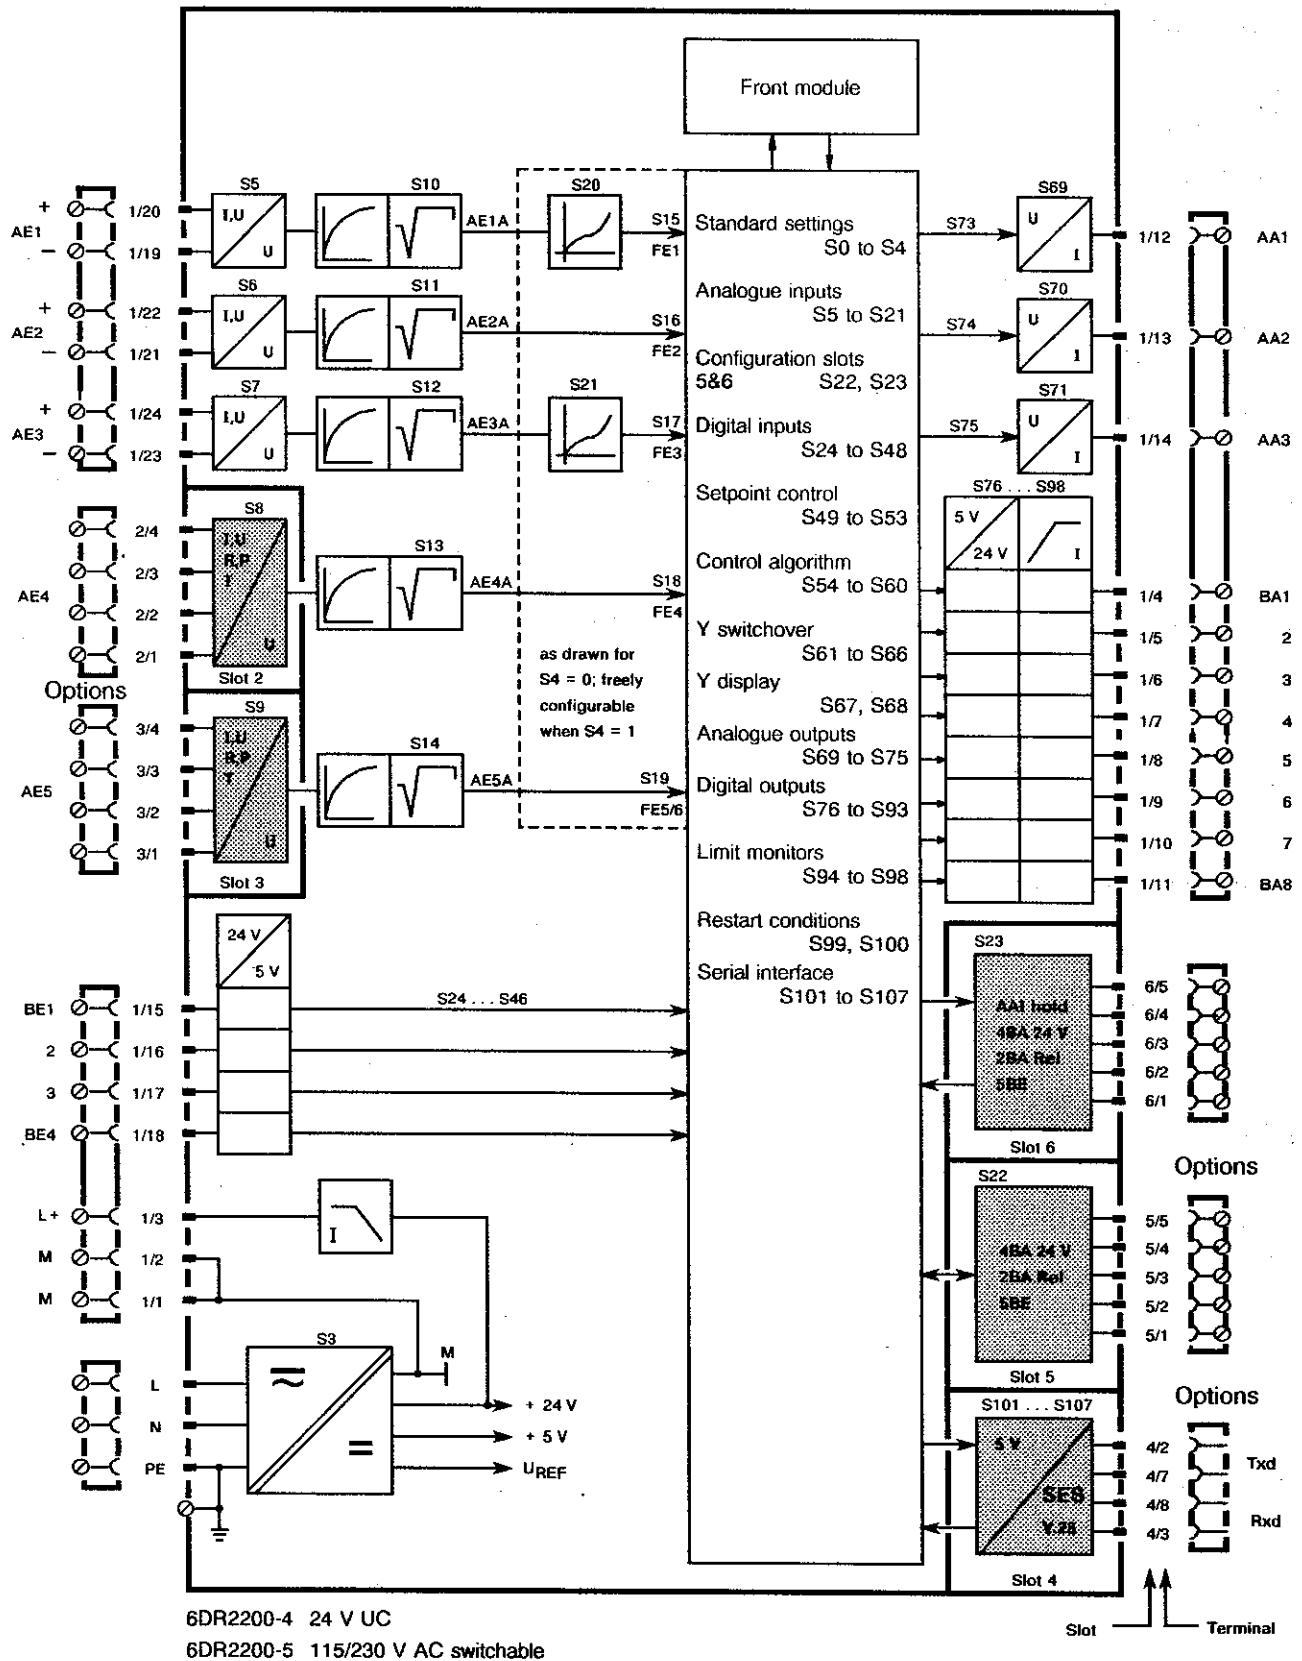 Front module
S5
S10
S20
S69
+
AE1
−
1/20
1/19
I,U
U
AE1A
S15
FE1
Standard settings
S0 to S4
S73
U
I
1/12
AA1
S6
S11
S70
+
AE2
−
1/22
1/21
I,U
U
AE2A
S16
FE2
Analogue inputs
S5 to S21
S74
U
I
1/13
AA2
Configuration slots
5&6 S22, S23
S7
S12
S21
S71
+
AE3
−
1/24
1/23
I,U
U
AE3A
S17
FE3
Digital inputs
S24 to S48
S75
U
I
1/14
AA3
Setpoint control
S49 to S53
S76 ... S98
5 V
24 V
I
AE4
2/4
2/3
2/2
2/1
S8
I,U
R,P
T
U
Slot 2
S13
AE4A
S18
FE4
Control algorithm
S54 to S60
1/4 BA1
1/5 2
1/6 3
1/7 4
1/8 5
1/9 6
1/10 7
1/11 BA8
as drawn for
S4 = 0; freely
configurable
when S4 = 1
Y switchover
S61 to S66
Y display
S67, S68
Analogue outputs
S69 to S75
Digital outputs
S76 to S93
Limit monitors
S94 to S98
Restart conditions
S99, S100
Serial interface
S101 to S107
Options
AE5
3/4
3/3
3/2
3/1
S9
I,U
R,P
T
U
Slot 3
S14
AE5A
S19
FE5/6
24 V
5 V
S24 ... S46
BE1 1/15
2 1/16
3 1/17
BE4 1/18
S23
AA1 hold
4BA 24 V
2BA Rel
5BE
Slot 6
6/5
6/4
6/3
6/2
6/1
Options
S22
4BA 24 V
2BA Rel
5BE
Slot 5
5/5
5/4
5/3
5/2
5/1
L+ 1/3
M 1/2
M 1/1
I
S3
M
L
N
PE
+ 24 V
+ 5 V
UREF
Options
S101 ... S107
5 V
SES
V.28
Slot 4
4/2
4/7
4/8
4/3
Txd
Rxd
Slot
Terminal
6DR2200-4 24 V UC
6DR2200-5 115/230 V AC switchable